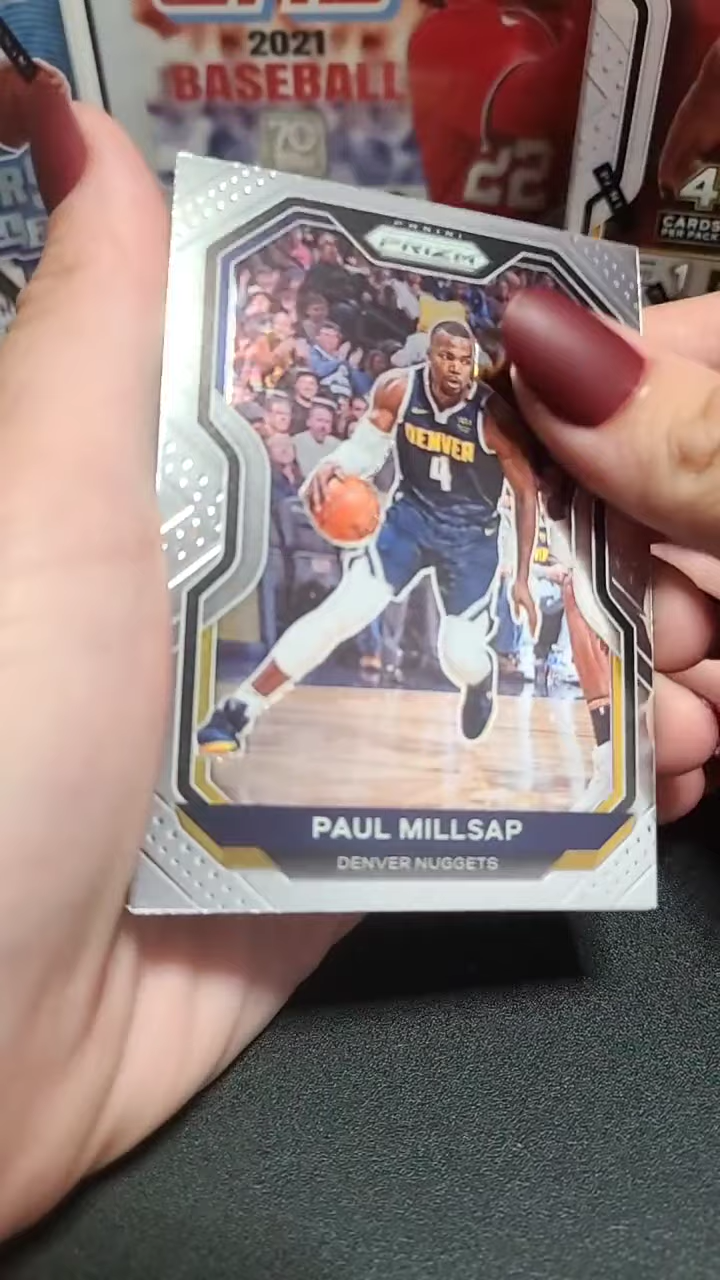 2021
BASEBALL
70
22
4
CARDS
PER PACK
PANINI
PRIZM
DENVER
4
PAUL MILLSAP
DENVER NUGGETS